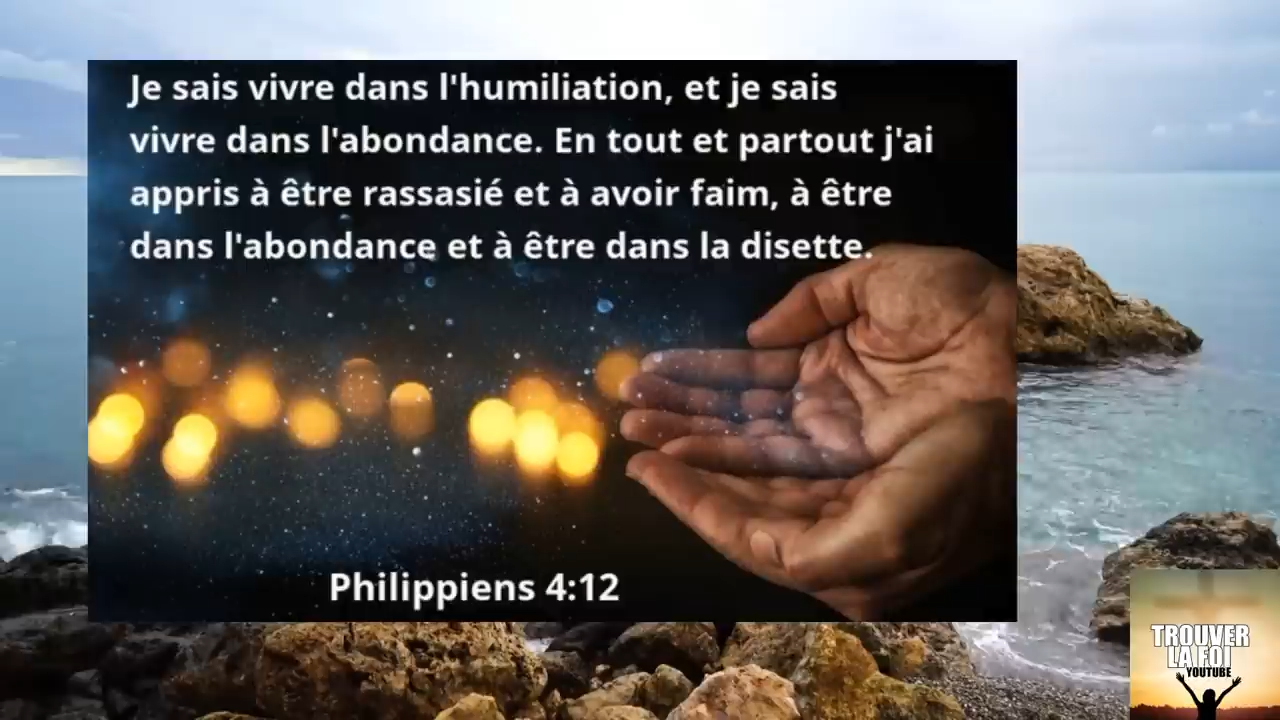 Je sais vivre dans l'humiliation, et je sais
vivre dans l'abondance. En tout et partout j'ai
appris à être rassasié et à avoir faim, à être
dans l'abondance et à être dans la disette.
Philippiens 4:12
TROUVER
LA FOI
YOUTUBE